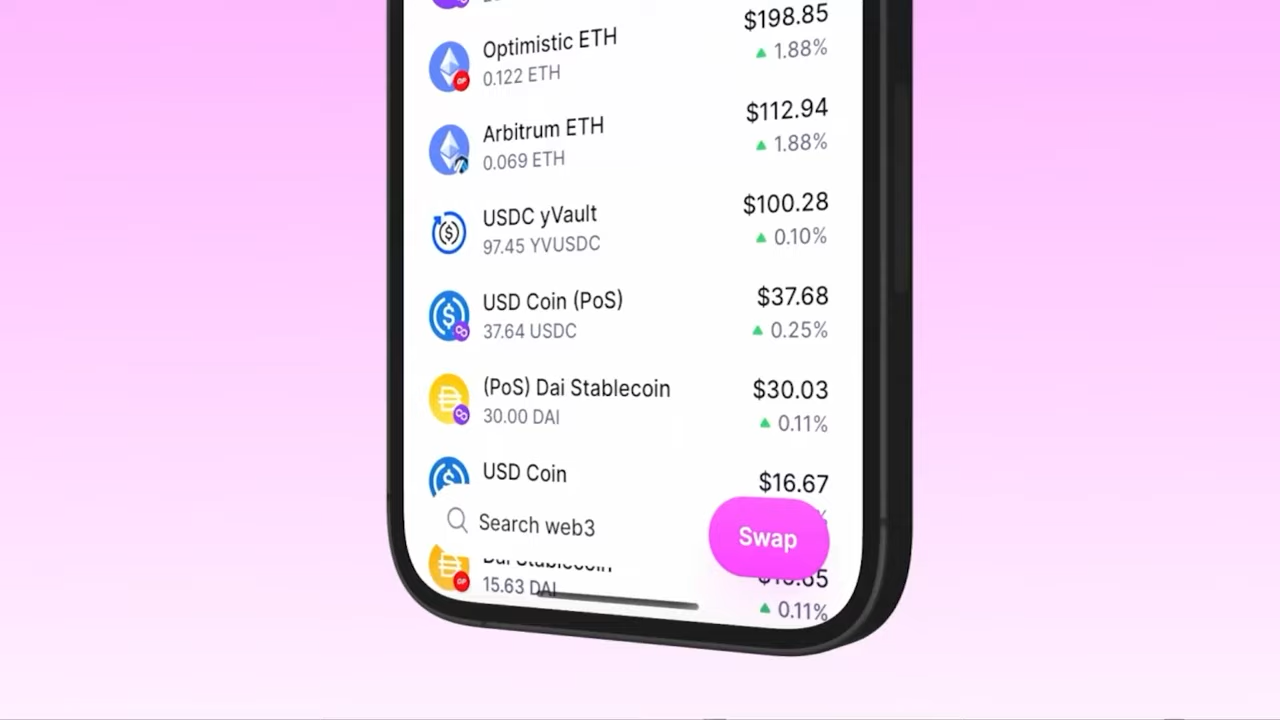 $198.85
Optimistic ETH
0.122 ETH
1.88%
Arbitrum ETH
0.069 ETH
$112.94
1.88%
USDC yVault
97.45 YVUSDC
$100.28
0.10%
USD Coin (PoS)
37.64 USDC
$37.68
0.25%
(PoS) Dai Stablecoin
30.00 DAI
$30.03
0.11%
USD Coin
$16.67
Search web3
Swap
Dai Stablecoin
15.63 DAI
0.11%